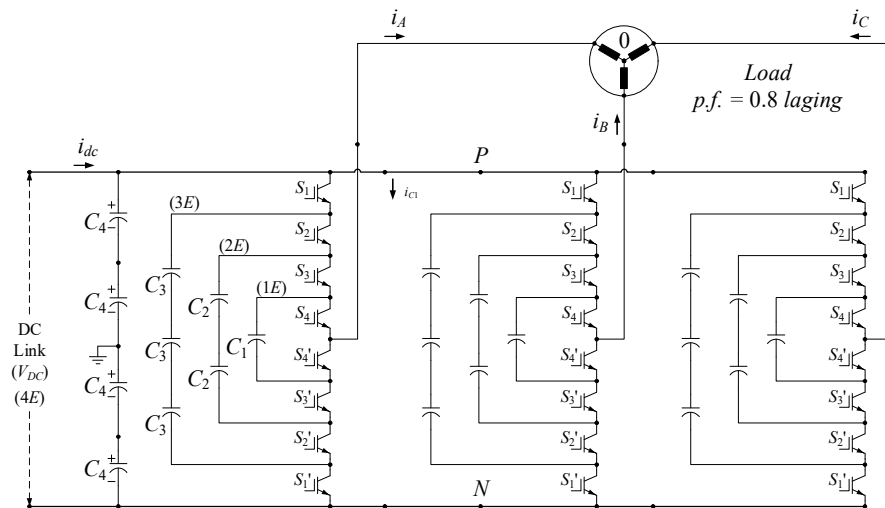 i_A
i_C
0
Load
p.f. = 0.8 laging
i_B
i_dc
P
i_C1
S_1 S_1 S_1
(3E)
C_4
S_2 S_2 S_2
(2E)
S_3 S_3 S_3
C_3 (1E)
C_2
C_4 S_4 S_4 S_4
DC
Link
(V_DC)
(4E)
C_3 C_1
S_4' S_4' S_4'
C_4 C_2
S_3' S_3' S_3'
C_3
S_2' S_2' S_2'
C_4
S_1' S_1' S_1'
N